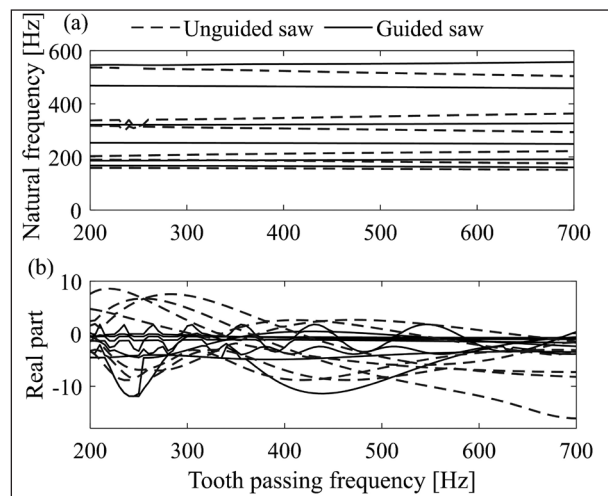 (a)
Unguided saw
Guided saw
Natural frequency [Hz]
600
400
200
0
200
300
400
500
600
700
(b)
Real part
10
0
-10
200
300
400
500
600
700
Tooth passing frequency [Hz]